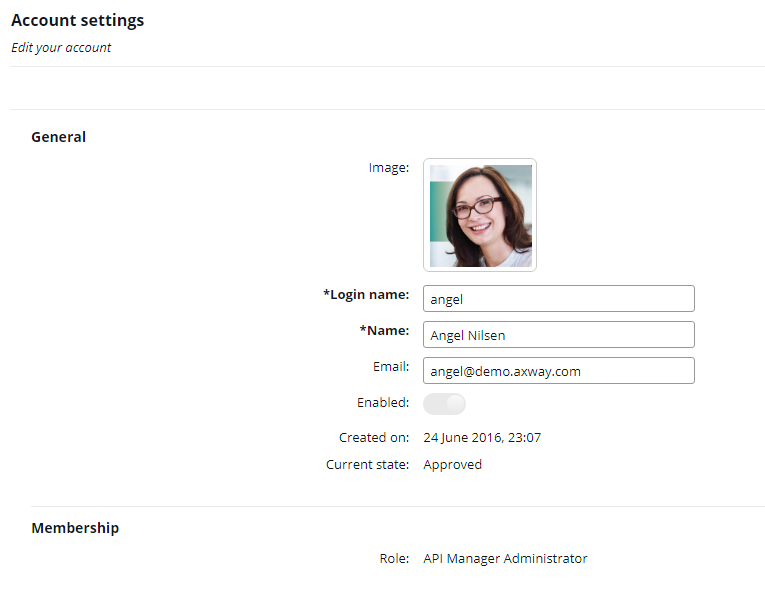 Account settings
Edit your account
General
Image:
*Login name: angel
*Name: Angel Nilsen
Email: angel@demo.axway.com
Enabled:
Created on: 24 June 2016, 23:07
Current state: Approved
Membership
Role: API Manager Administrator